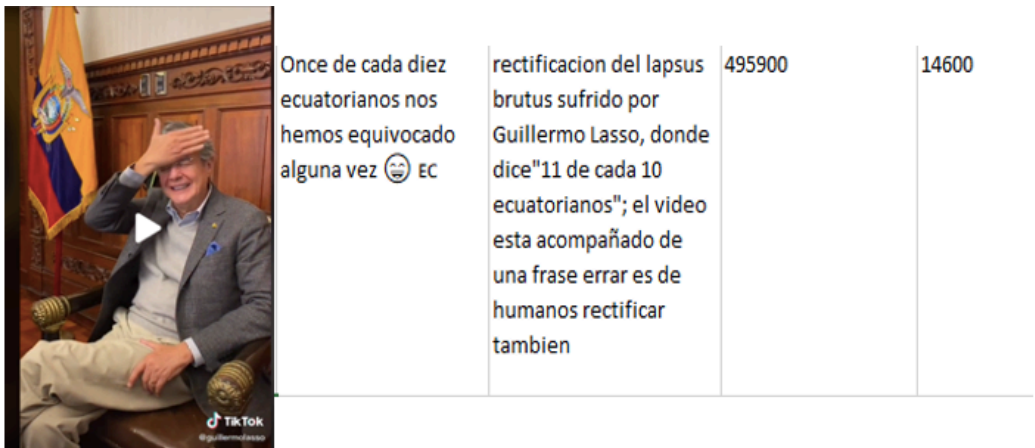 Once de cada diez
ecuatorianos nos
hemos equivocado
alguna vez 😁 EC
rectificacion del lapsus
brutus sufrido por
Guillermo Lasso, donde
dice"11 de cada 10
ecuatorianos"; el video
esta acompañado de
una frase errar es de
humanos rectificar
tambien
495900
14600
TikTok
@guillermolasso